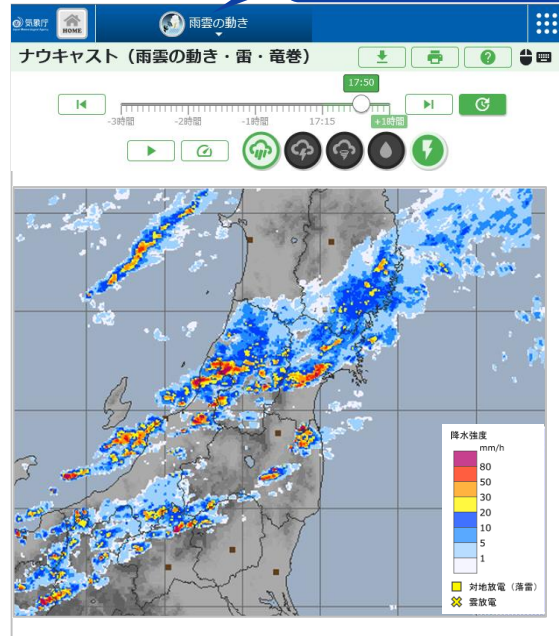 気象庁
HOME
雨雲の動き
ナウキャスト（雨雲の動き・雷・竜巻）
?
17:50
-3時間
-2時間
-1時間
17:15
+1時間
降水強度
mm/h
80
50
30
20
10
5
1
対地放電（落雷）
雲放電